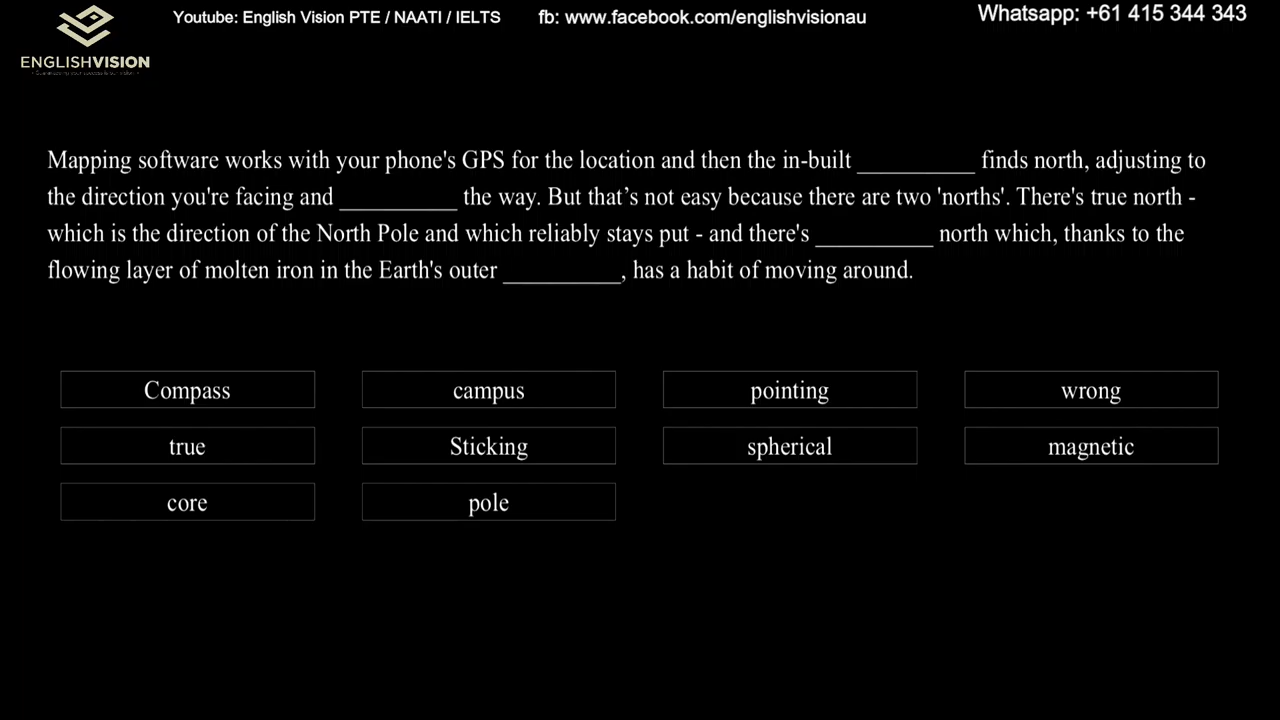 Youtube: English Vision PTE / NAATI / IELTS
fb: www.facebook.com/englishvisionau
Whatsapp: +61 415 344 343
ENGLISHVISION
Mapping software works with your phone's GPS for the location and then the in-built __________ finds north, adjusting to
the direction you're facing and __________ the way. But that’s not easy because there are two 'norths'. There's true north -
which is the direction of the North Pole and which reliably stays put - and there's __________ north which, thanks to the
flowing layer of molten iron in the Earth's outer __________, has a habit of moving around.
Compass
campus
pointing
wrong
true
Sticking
spherical
magnetic
core
pole